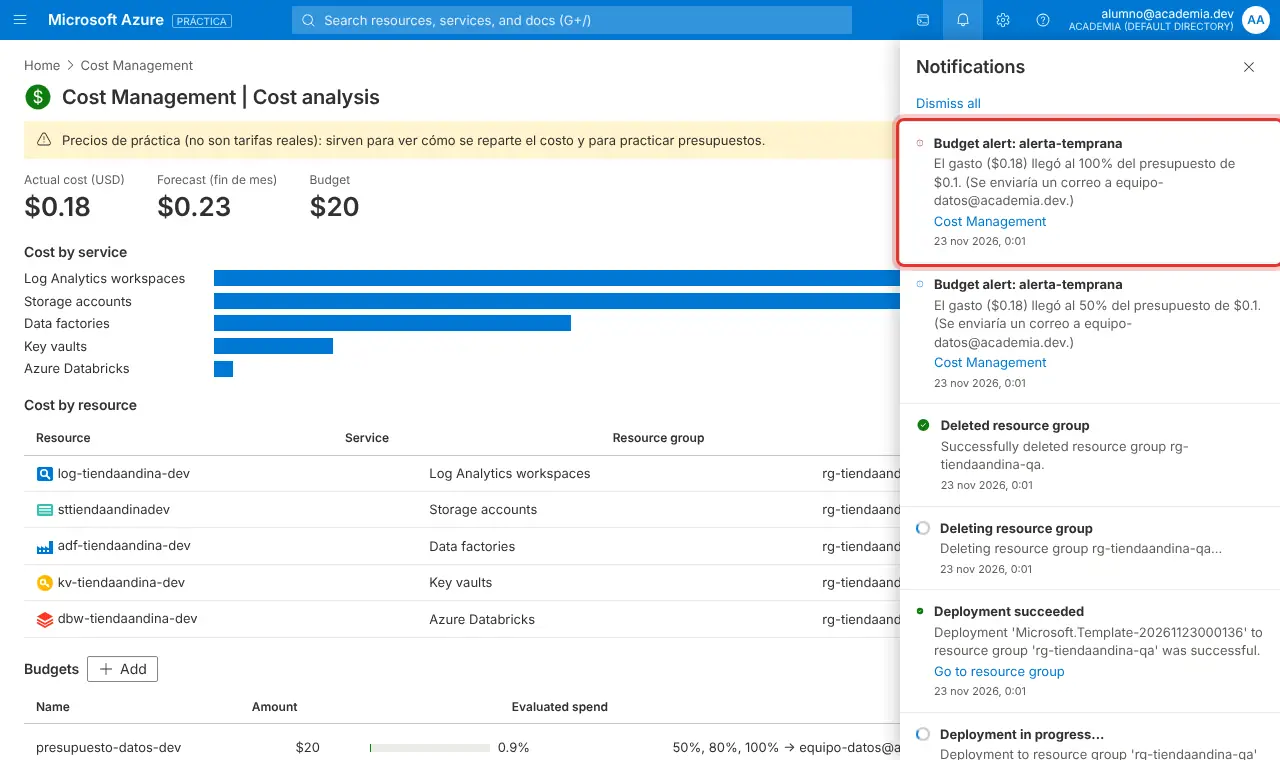 Microsoft Azure PRÁCTICA
Search resources, services, and docs (G+/)
alumno@academia.dev
ACADEMIA (DEFAULT DIRECTORY)
AA
Home > Cost Management
$ Cost Management | Cost analysis
Precios de práctica (no son tarifas reales): sirven para ver cómo se reparte el costo y para practicar presupuestos.
Actual cost (USD) Forecast (fin de mes) Budget
$0.18 $0.23 $20
Cost by service
Log Analytics workspaces
Storage accounts
Data factories
Key vaults
Azure Databricks
Cost by resource
Resource Service Resource group
log-tiendaandina-dev Log Analytics workspaces rg-tiendaand
sttiendaandinadev Storage accounts rg-tiendaand
adf-tiendaandina-dev Data factories rg-tiendaand
kv-tiendaandina-dev Key vaults rg-tiendaand
dbw-tiendaandina-dev Azure Databricks rg-tiendaand
Budgets + Add
Name Amount Evaluated spend
presupuesto-datos-dev $20 0.9% 50%, 80%, 100% → equipo-datos@a
Notifications
Dismiss all
Budget alert: alerta-temprana
El gasto ($0.18) llegó al 100% del presupuesto de
$0.1. (Se enviaría un correo a equipo-
datos@academia.dev.)
Cost Management
23 nov 2026, 0:01
Budget alert: alerta-temprana
El gasto ($0.18) llegó al 50% del presupuesto de $0.1.
(Se enviaría un correo a equipo-
datos@academia.dev.)
Cost Management
23 nov 2026, 0:01
Deleted resource group
Successfully deleted resource group rg-
tiendaandina-qa.
23 nov 2026, 0:01
Deleting resource group
Deleting resource group rg-tiendaandina-qa...
23 nov 2026, 0:01
Deployment succeeded
Deployment 'Microsoft.Template-20261123000136' to
resource group 'rg-tiendaandina-qa' was successful.
Go to resource group
23 nov 2026, 0:01
Deployment in progress...
Deployment to resource group 'rg-tiendaandina-qa'